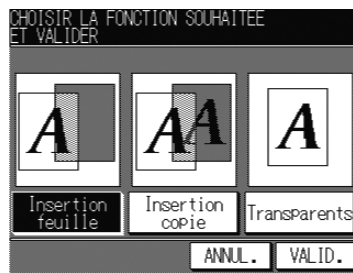 CHOISIR LA FONCTION SOUHAITEE
ET VALIDER
A
AA
A
Insertion
feuille
Insertion
copie
Transparents
ANNUL.
VALID.